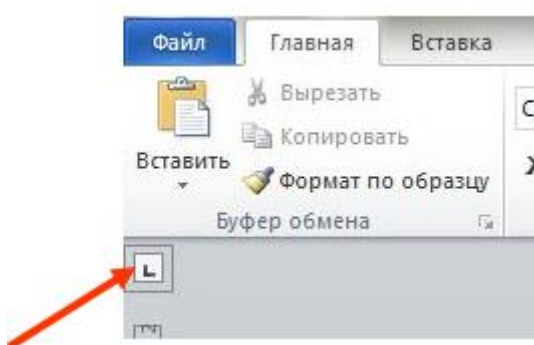 Файл Главная Вставка
Вырезать
Копировать
Вставить
Формат по образцу
Буфер обмена